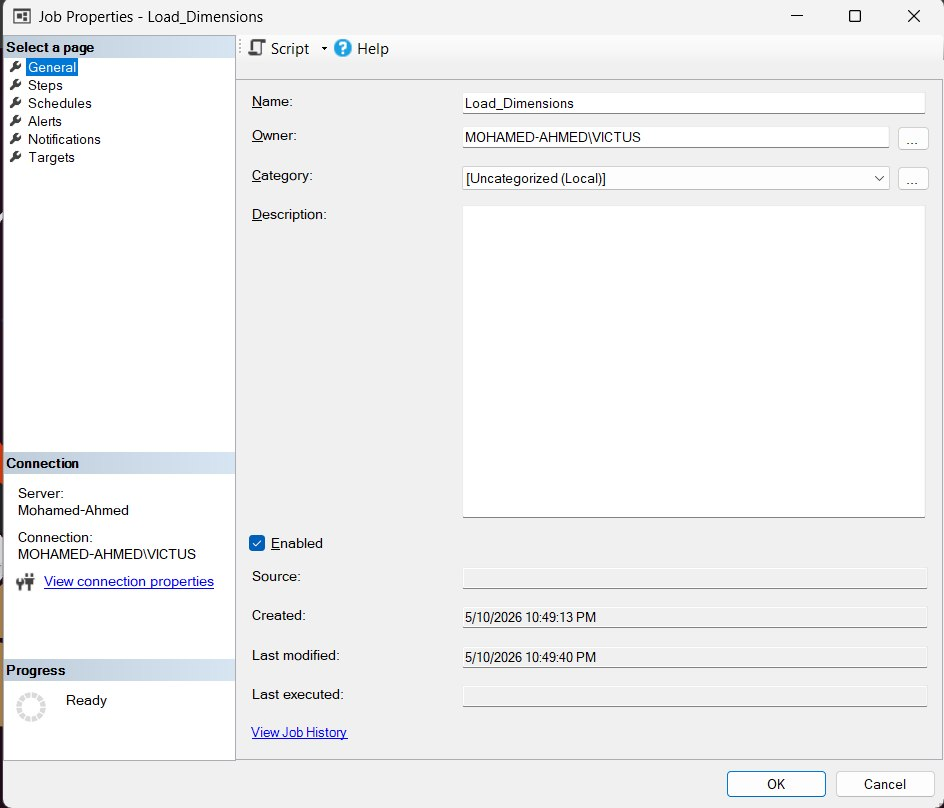 Job Properties - Load_Dimensions
Select a page
General
Steps
Schedules
Alerts
Notifications
Targets
Script
Help
Name:
Load_Dimensions
Owner:
MOHAMED-AHMED\VICTUS
...
Category:
[Uncategorized (Local)]
...
Description:
Connection
Server:
Mohamed-Ahmed
Connection:
MOHAMED-AHMED\VICTUS
View connection properties
Enabled
Source:
Created:
5/10/2026 10:49:13 PM
Last modified:
5/10/2026 10:49:40 PM
Last executed:
View Job History
Progress
Ready
OK
Cancel